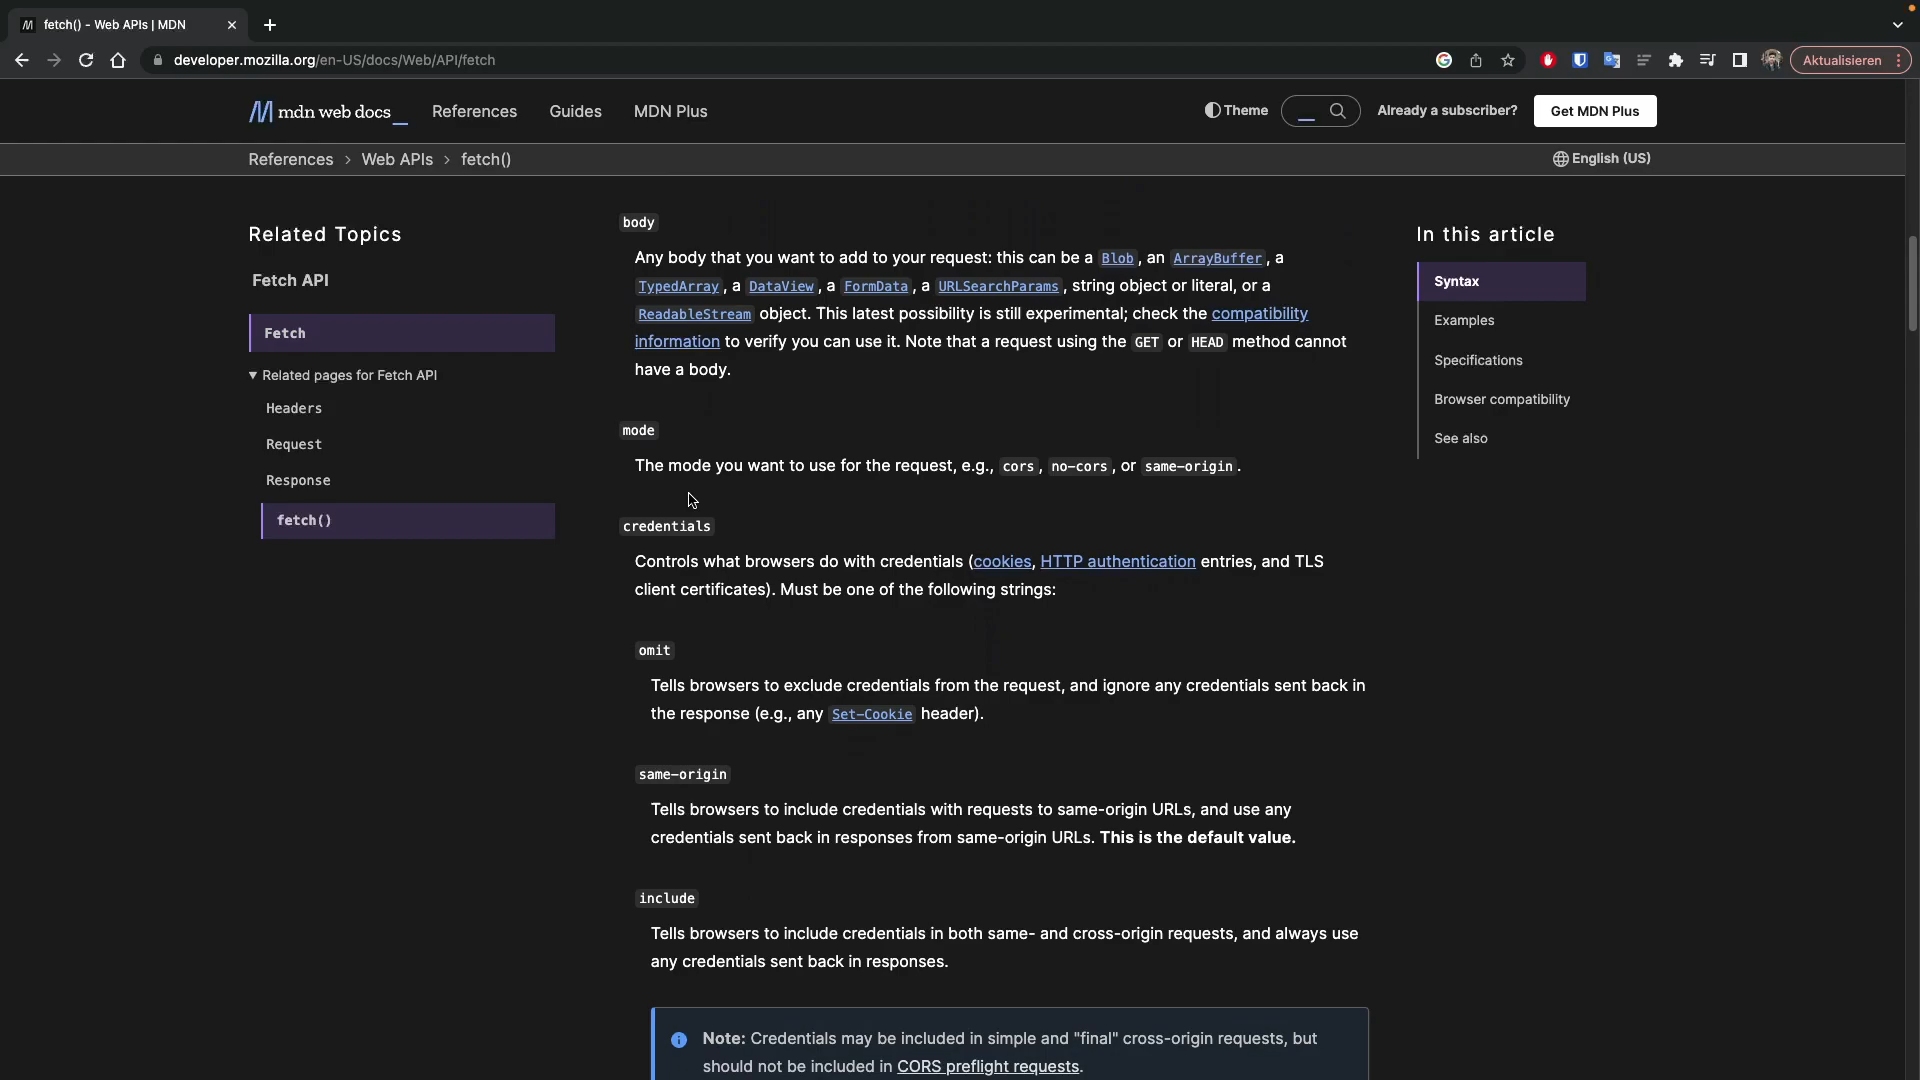 fetch() - Web APIs | MDN
developer.mozilla.org/en-US/docs/Web/API/fetch
Aktualisieren
mdn web docs_
References
Guides
MDN Plus
Theme
Already a subscriber?
Get MDN Plus
References > Web APIs > fetch()
English (US)
Related Topics
Fetch API
Fetch
Related pages for Fetch API
Headers
Request
Response
fetch()
body
Any body that you want to add to your request: this can be a Blob, an ArrayBuffer, a
TypedArray, a DataView, a FormData, a URLSearchParams, string object or literal, or a
ReadableStream object. This latest possibility is still experimental; check the compatibility
information to verify you can use it. Note that a request using the GET or HEAD method cannot
have a body.
mode
The mode you want to use for the request, e.g., cors, no-cors, or same-origin.
credentials
Controls what browsers do with credentials (cookies, HTTP authentication entries, and TLS
client certificates). Must be one of the following strings:
omit
Tells browsers to exclude credentials from the request, and ignore any credentials sent back in
the response (e.g., any Set-Cookie header).
same-origin
Tells browsers to include credentials with requests to same-origin URLs, and use any
credentials sent back in responses from same-origin URLs. This is the default value.
include
Tells browsers to include credentials in both same- and cross-origin requests, and always use
any credentials sent back in responses.
Note: Credentials may be included in simple and "final" cross-origin requests, but
should not be included in CORS preflight requests.
In this article
Syntax
Examples
Specifications
Browser compatibility
See also